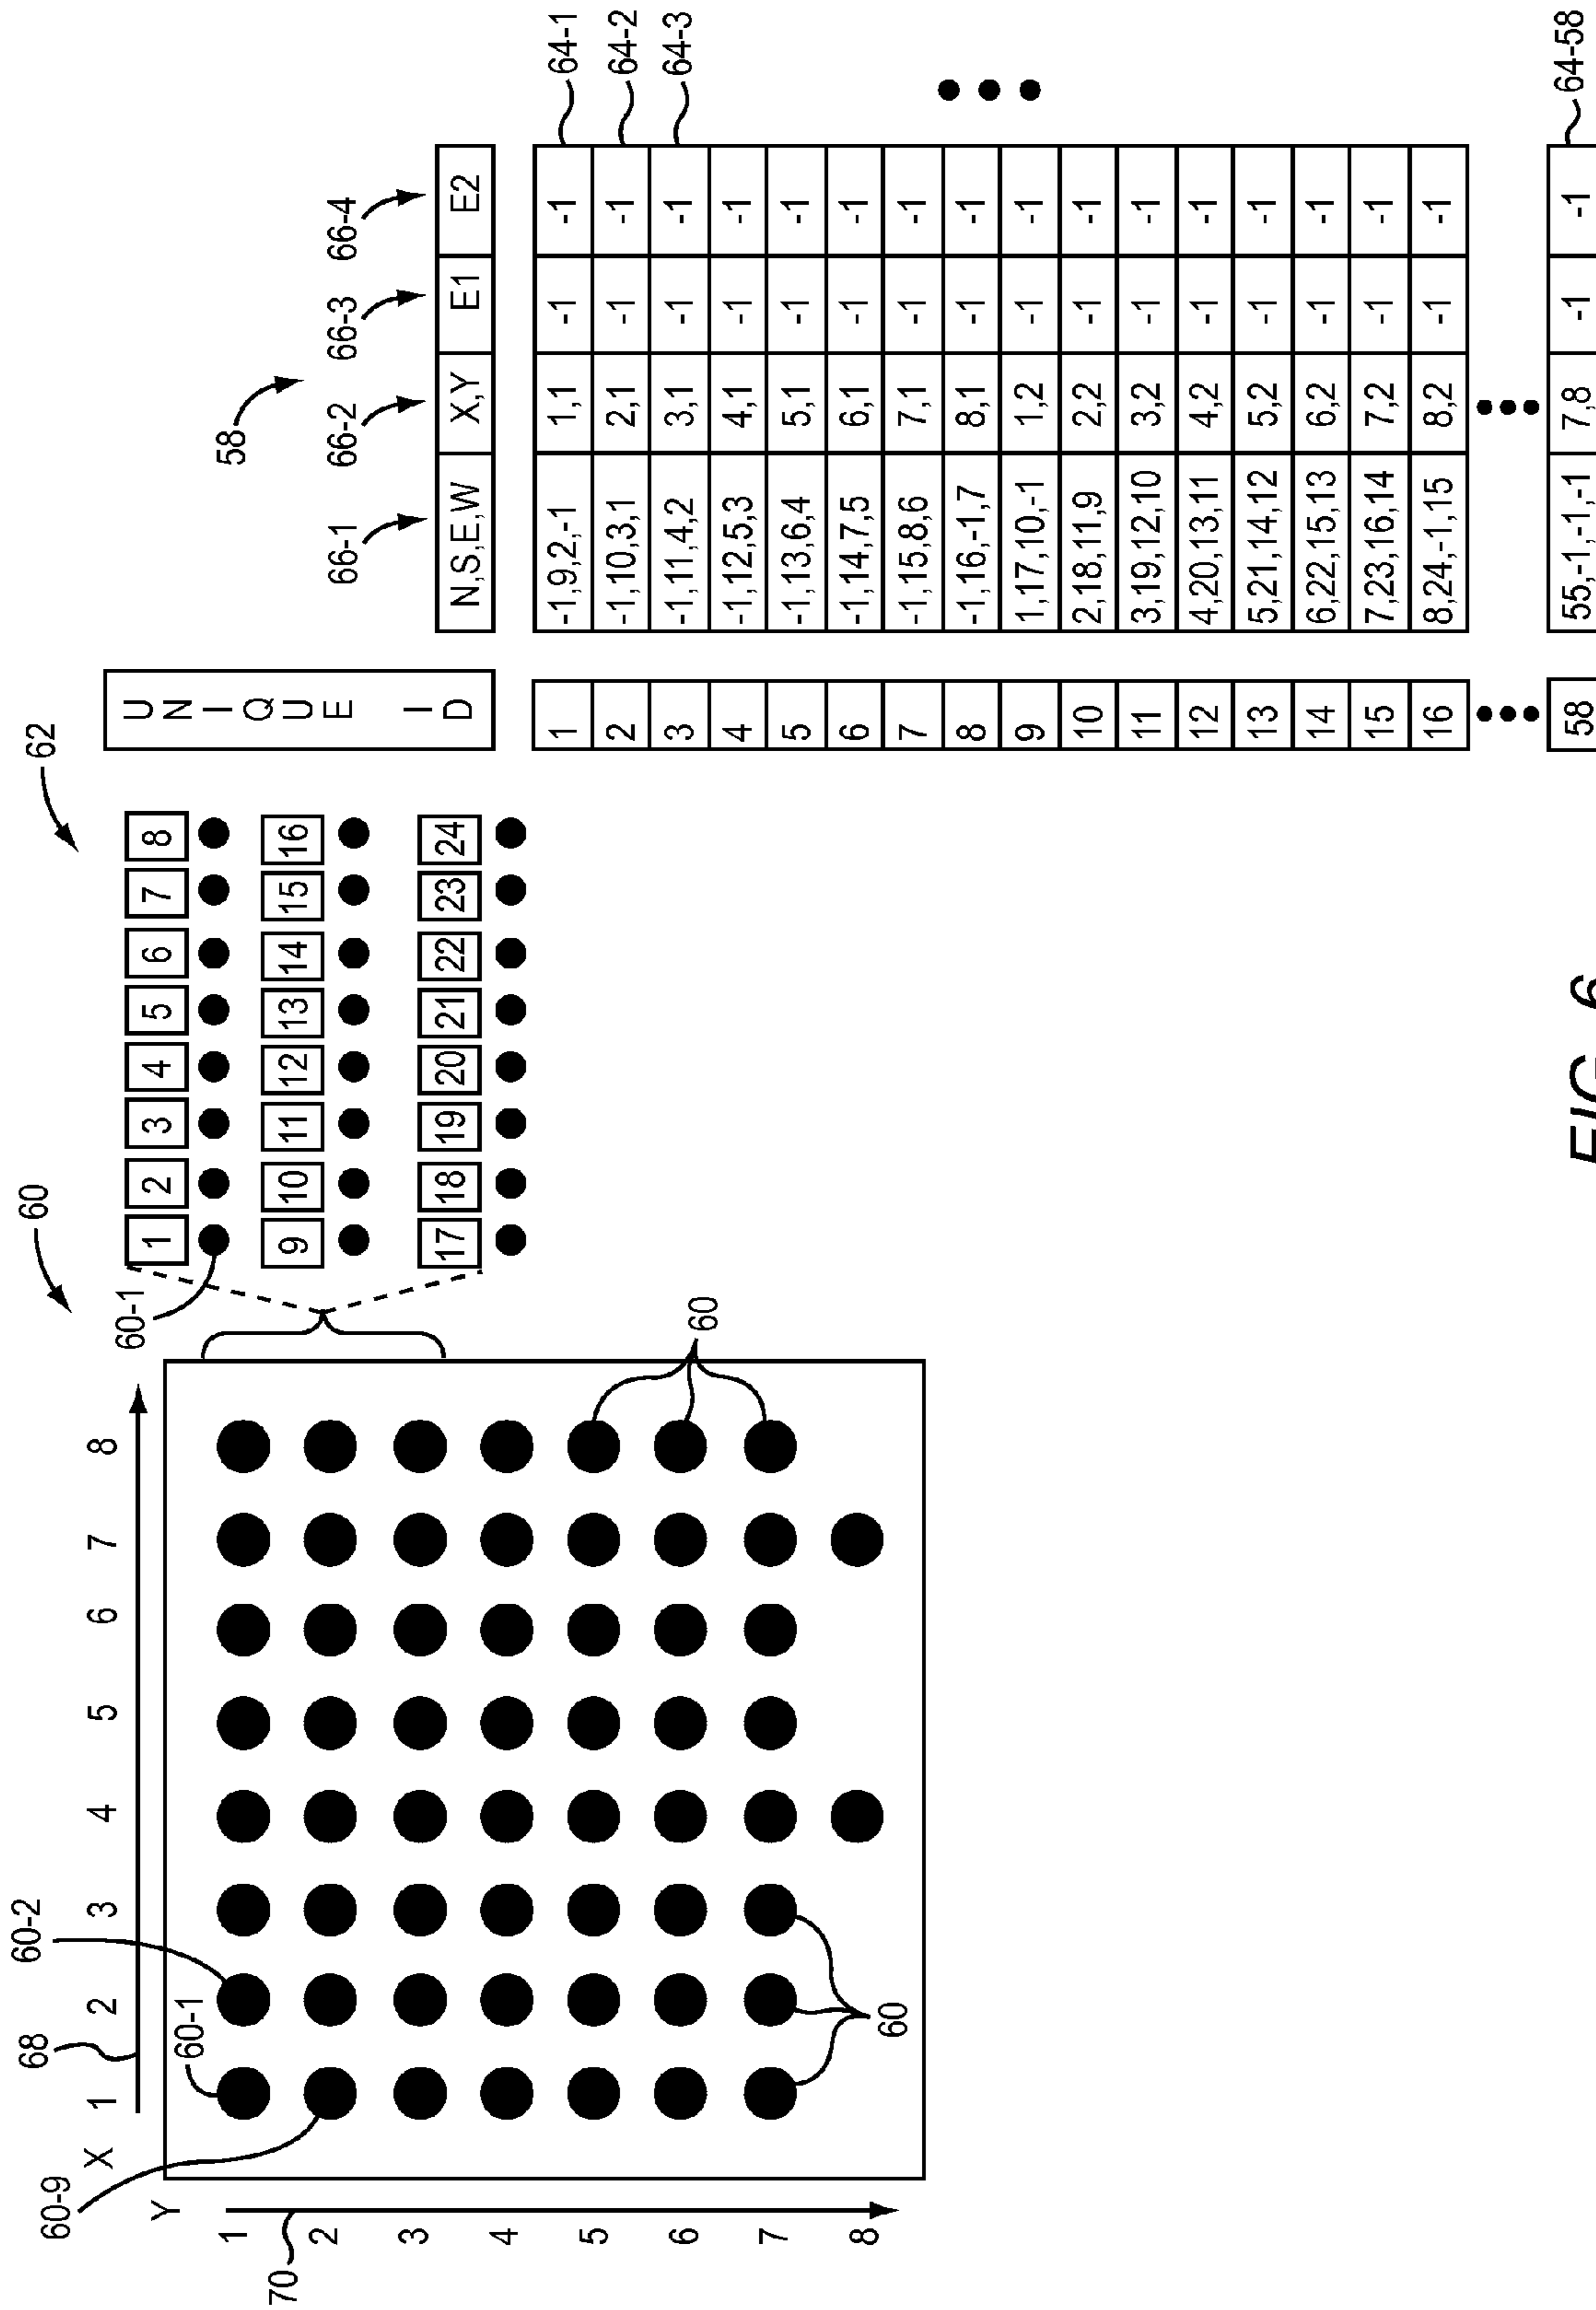 60
62
68
60-2
60-1
1 2 3 4 5 6 7 8
60-1
9 10 11 12 13 14 15 16
17 18 19 20 21 22 23 24
X 1 2 3 4 5 6 7 8
Y
60-9
60-1
1
2
3
4
5
6
7
8
70
60
60
58
66-1
66-2
66-3
66-4
UNIQUE ID
N,S,E,W X,Y E1 E2
1 -1,9,2,-1 1,1 -1 -1 64-1
2 -1,10,3,1 2,1 -1 -1 64-2
3 -1,11,4,2 3,1 -1 -1 64-3
4 -1,12,5,3 4,1 -1 -1
5 -1,13,6,4 5,1 -1 -1
6 -1,14,7,5 6,1 -1 -1
7 -1,15,8,6 7,1 -1 -1
8 -1,16,-1,7 8,1 -1 -1
9 1,17,10,-1 1,2 -1 -1
10 2,18,11,9 2,2 -1 -1
11 3,19,12,10 3,2 -1 -1
12 4,20,13,11 4,2 -1 -1
13 5,21,14,12 5,2 -1 -1
14 6,22,15,13 6,2 -1 -1
15 7,23,16,14 7,2 -1 -1
16 8,24,-1,15 8,2 -1 -1
58 55,-1,-1,-1 7,8 -1 -1 64-58
FIG. 6